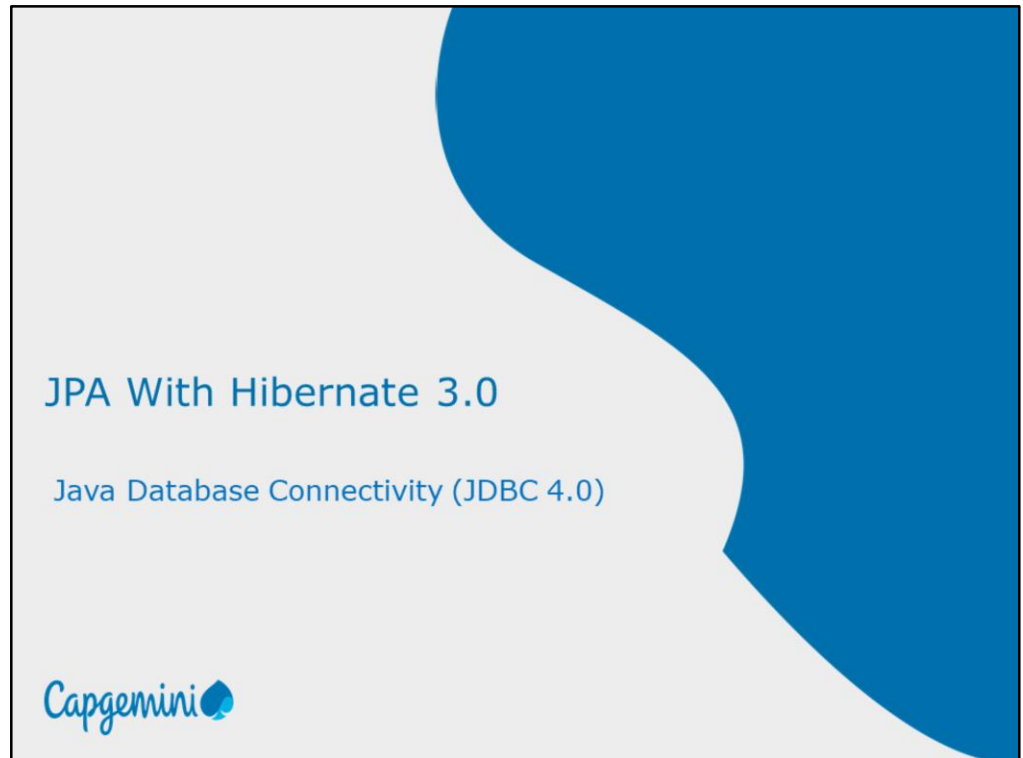 JPA With Hibernate 3.0
Java Database Connectivity (JDBC 4.0)
Capgemini